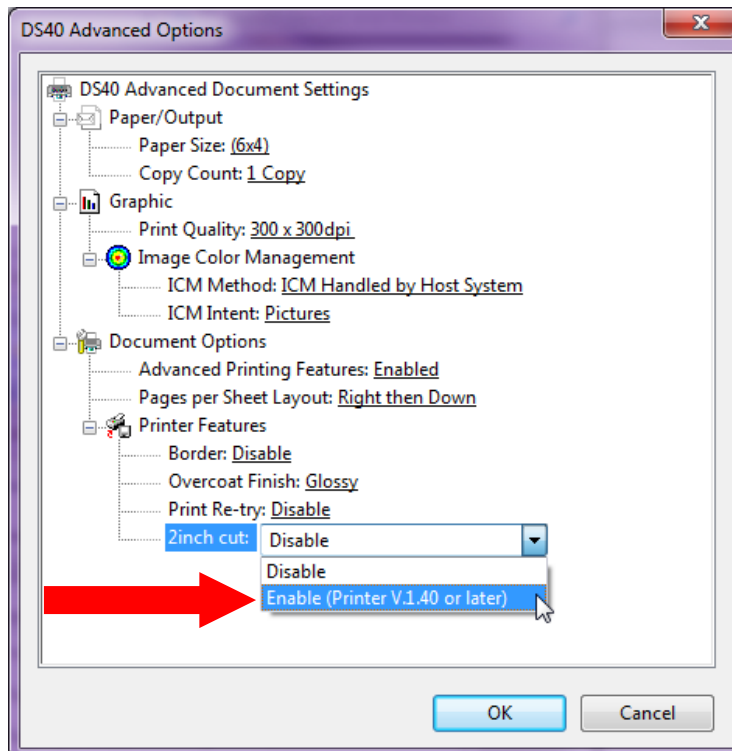 DS40 Advanced Options
DS40 Advanced Document Settings
Paper/Output
Paper Size: (6x4)
Copy Count: 1 Copy
Graphic
Print Quality: 300 x 300dpi
Image Color Management
ICM Method: ICM Handled by Host System
ICM Intent: Pictures
Document Options
Advanced Printing Features: Enabled
Pages per Sheet Layout: Right then Down
Printer Features
Border: Disable
Overcoat Finish: Glossy
Print Re-try: Disable
2inch cut: Disable
Disable
Enable (Printer V.1.40 or later)
OK Cancel